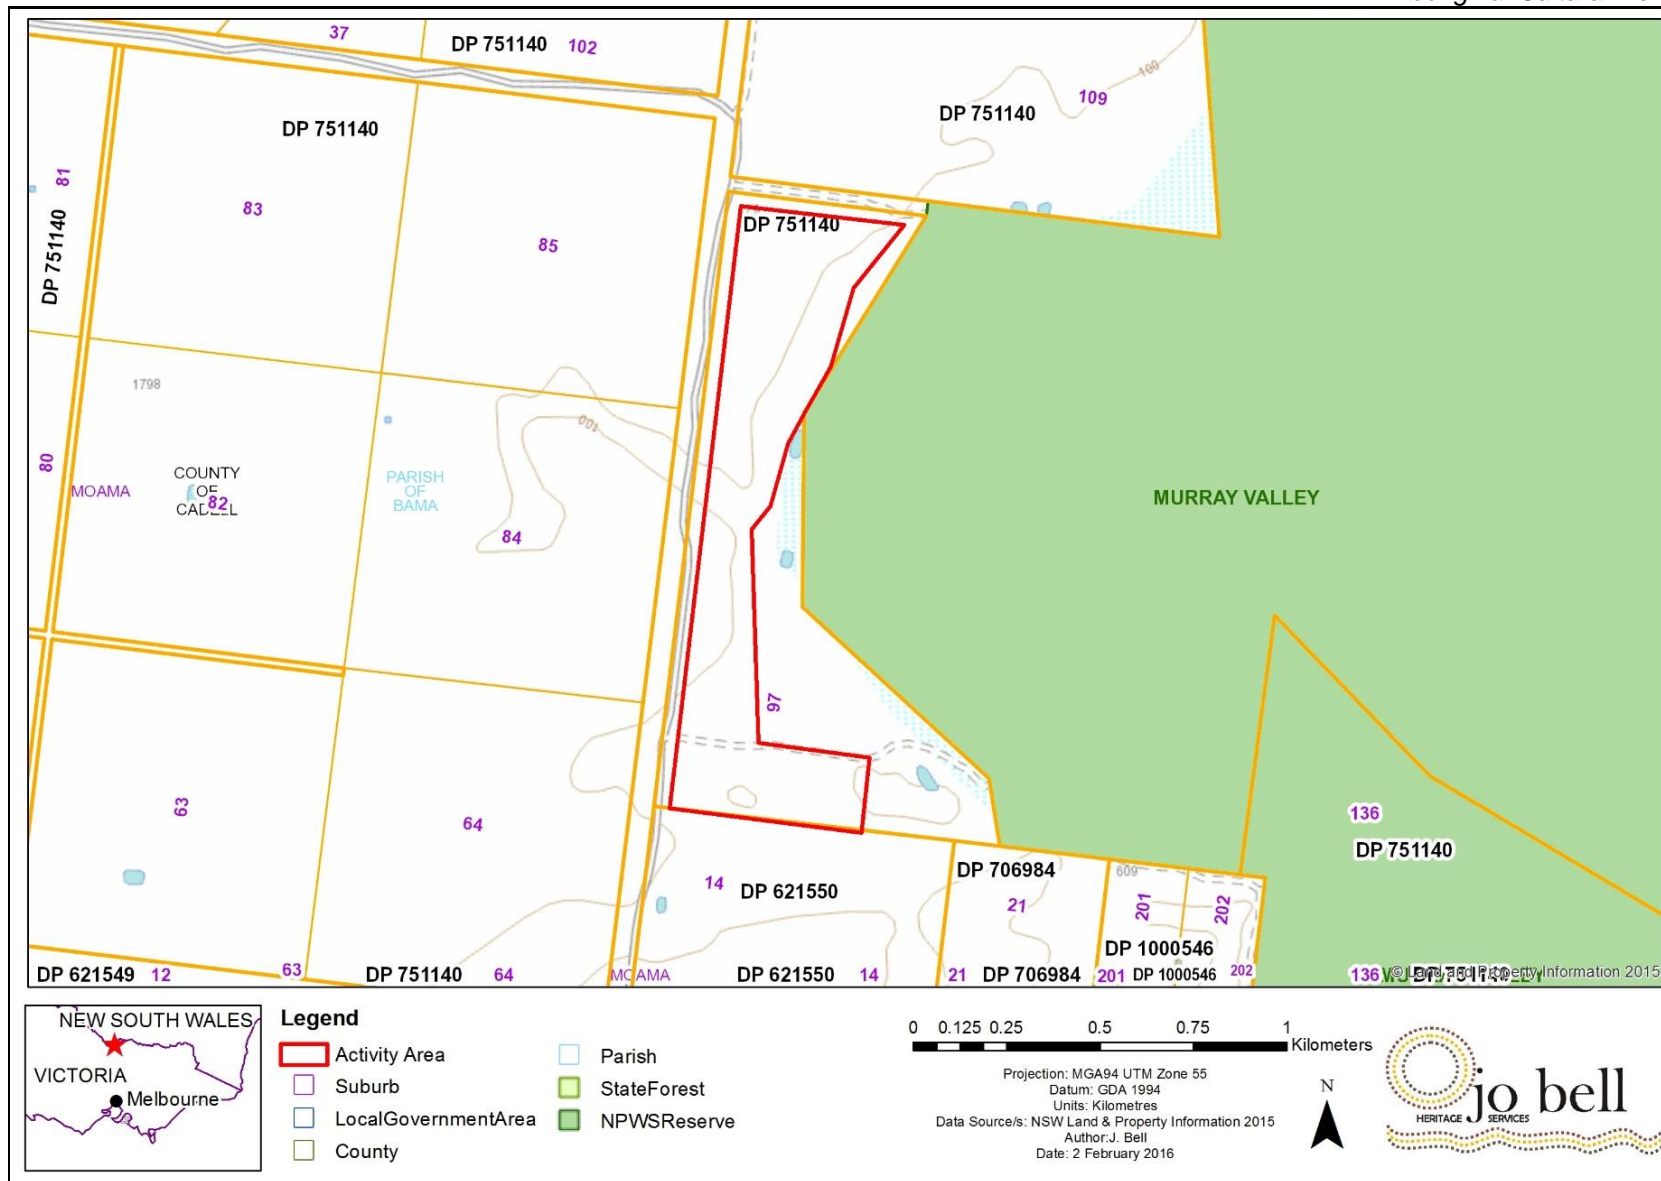 37
DP 751140
102
100
109
DP 751140
DP 751140
81
83
DP 751140
85
DP 751140
1798
100
80
MOAMA
COUNTY
OF
82
PARISH
OF
BAMA
MURRAY VALLEY
84
97
63
64
136
DP 751140
14
DP 621550
DP 706984
21
609
201
202
DP 1000546
DP 621549
12
63
DP 751140
64
MOAMA
DP 621550
14
21
DP 706984
201
DP 1000546
202
136
© Land and Property Information 2015
NEW SOUTH WALES
VICTORIA
Melbourne
Legend
Activity Area
Suburb
LocalGovernmentArea
County
Parish
StateForest
NPWSReserve
0 0.125 0.25 0.5 0.75 1
Kilometers
Projection: MGA94 UTM Zone 55
Datum: GDA 1994
Units: Kilometres
Data Source/s: NSW Land & Property Information 2015
Author:J. Bell
Date: 2 February 2016
N
jo bell
HERITAGE SERVICES